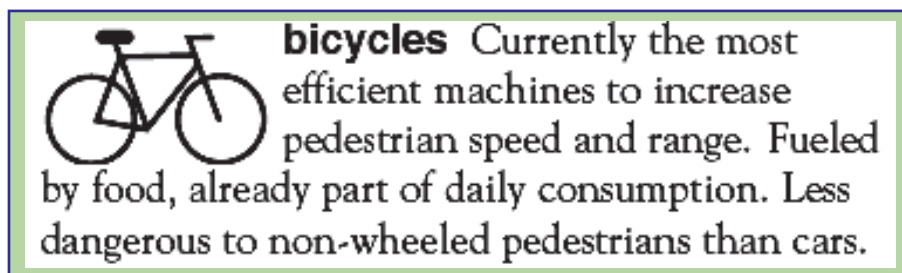 bicycles Currently the most
efficient machines to increase
pedestrian speed and range. Fueled
by food, already part of daily consumption. Less
dangerous to non-wheeled pedestrians than cars.